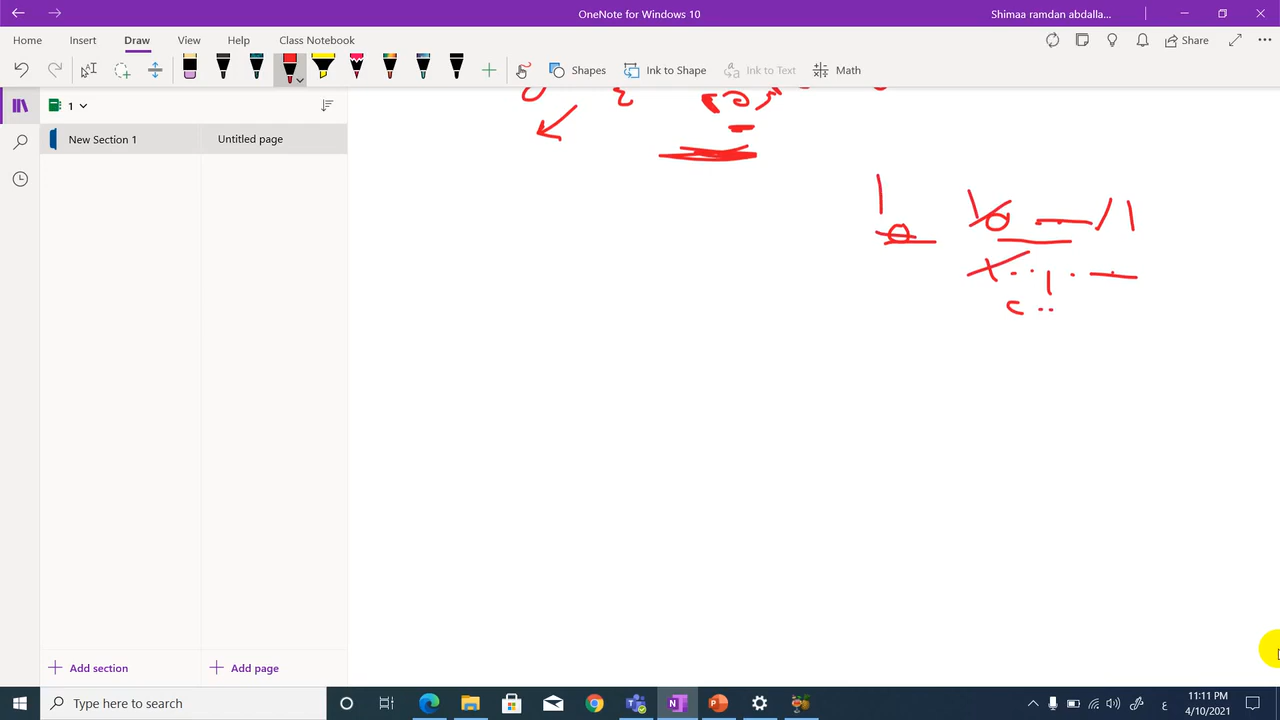 OneNote for Windows 10
Shimaa ramdan abdalla...
Home Insert Draw View Help Class Notebook
Share
Shapes Ink to Shape Ink to Text Math
1
New Section 1
Untitled page
Add section
Add page
Type here to search
ع
11:11 PM
4/10/2021